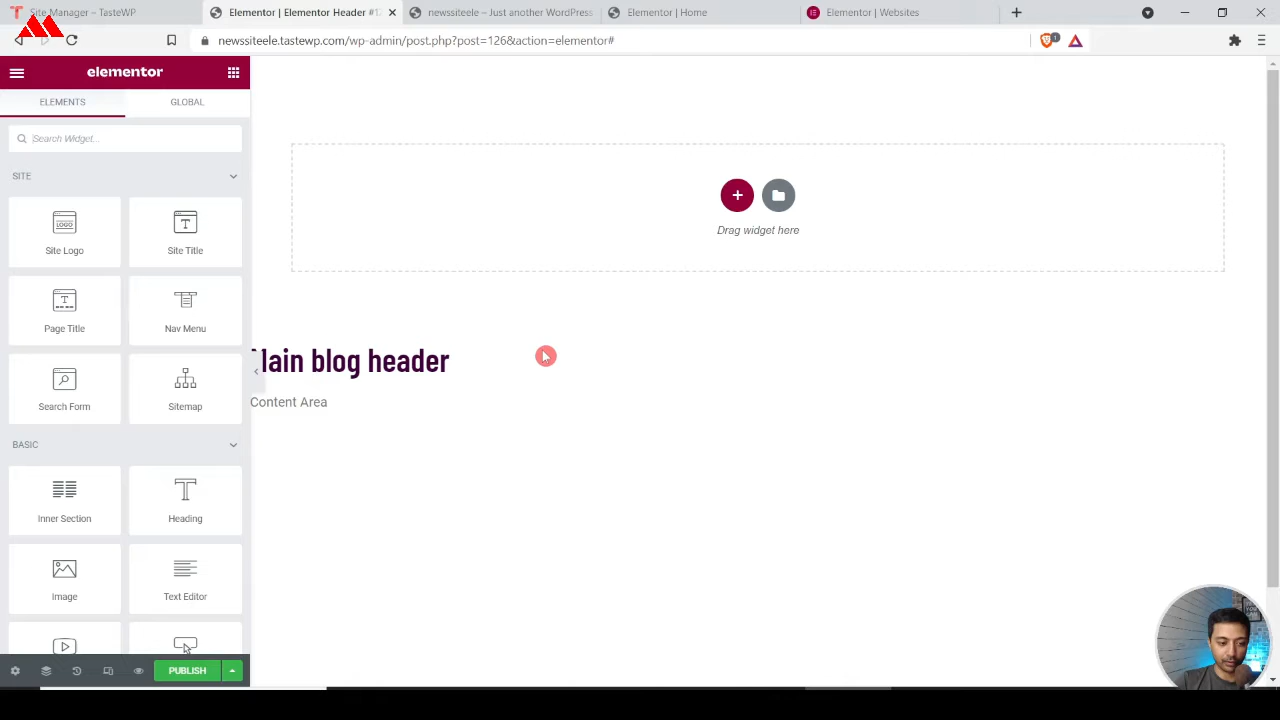 Site Manager - TasteWP
Elementor | Elementor Header #12
newssiteele – Just another WordPress
Elementor | Home
Elementor | Websites
newssiteele.tastewp.com/wp-admin/post.php?post=126&action=elementor#
1
elementor
ELEMENTS
GLOBAL
Search Widget...
SITE
Site Logo
Site Title
Page Title
Nav Menu
Search Form
Sitemap
BASIC
Inner Section
Heading
Image
Text Editor
PUBLISH
Drag widget here
Main blog header
Content Area